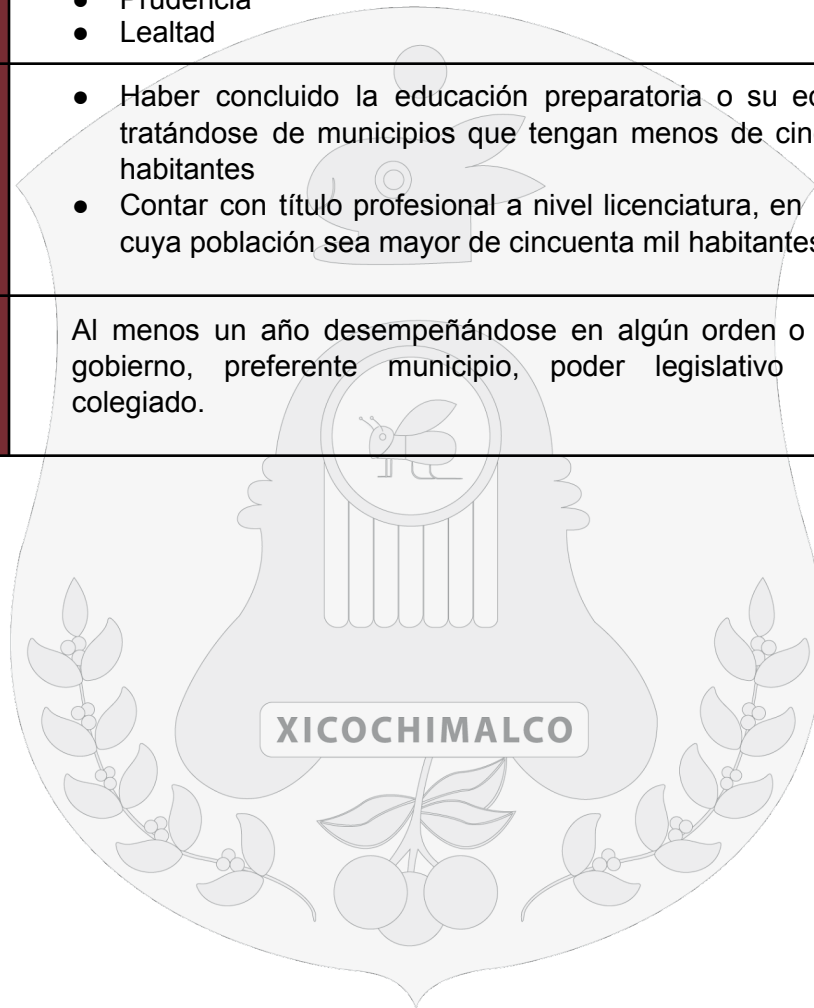 ● Prudencia
● Lealtad
● Haber concluido la educación preparatoria o su
tratándose de municipios que tengan menos de
habitantes
● Contar con título profesional a nivel licenciatura, en
cuya población sea mayor de cincuenta mil habitantes
Al menos un año desempeñándose en algún orden o
gobierno, preferente municipio, poder legislativo
colegiado.
XICOCHIMALCO